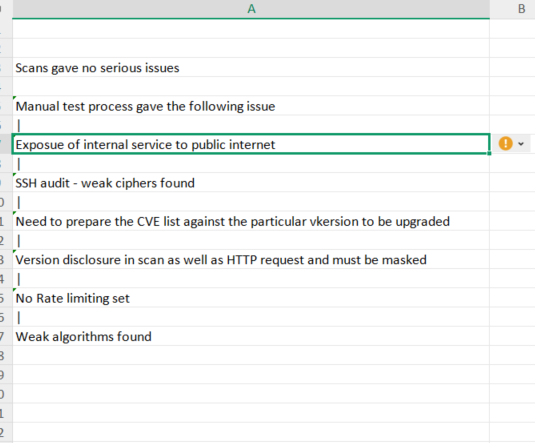 A
B
Scans gave no serious issues
Manual test process gave the following issue
|
Exposue of internal service to public internet
|
SSH audit - weak ciphers found
|
Need to prepare the CVE list against the particular vkersion to be upgraded
|
Version disclosure in scan as well as HTTP request and must be masked
|
No Rate limiting set
|
Weak algorithms found